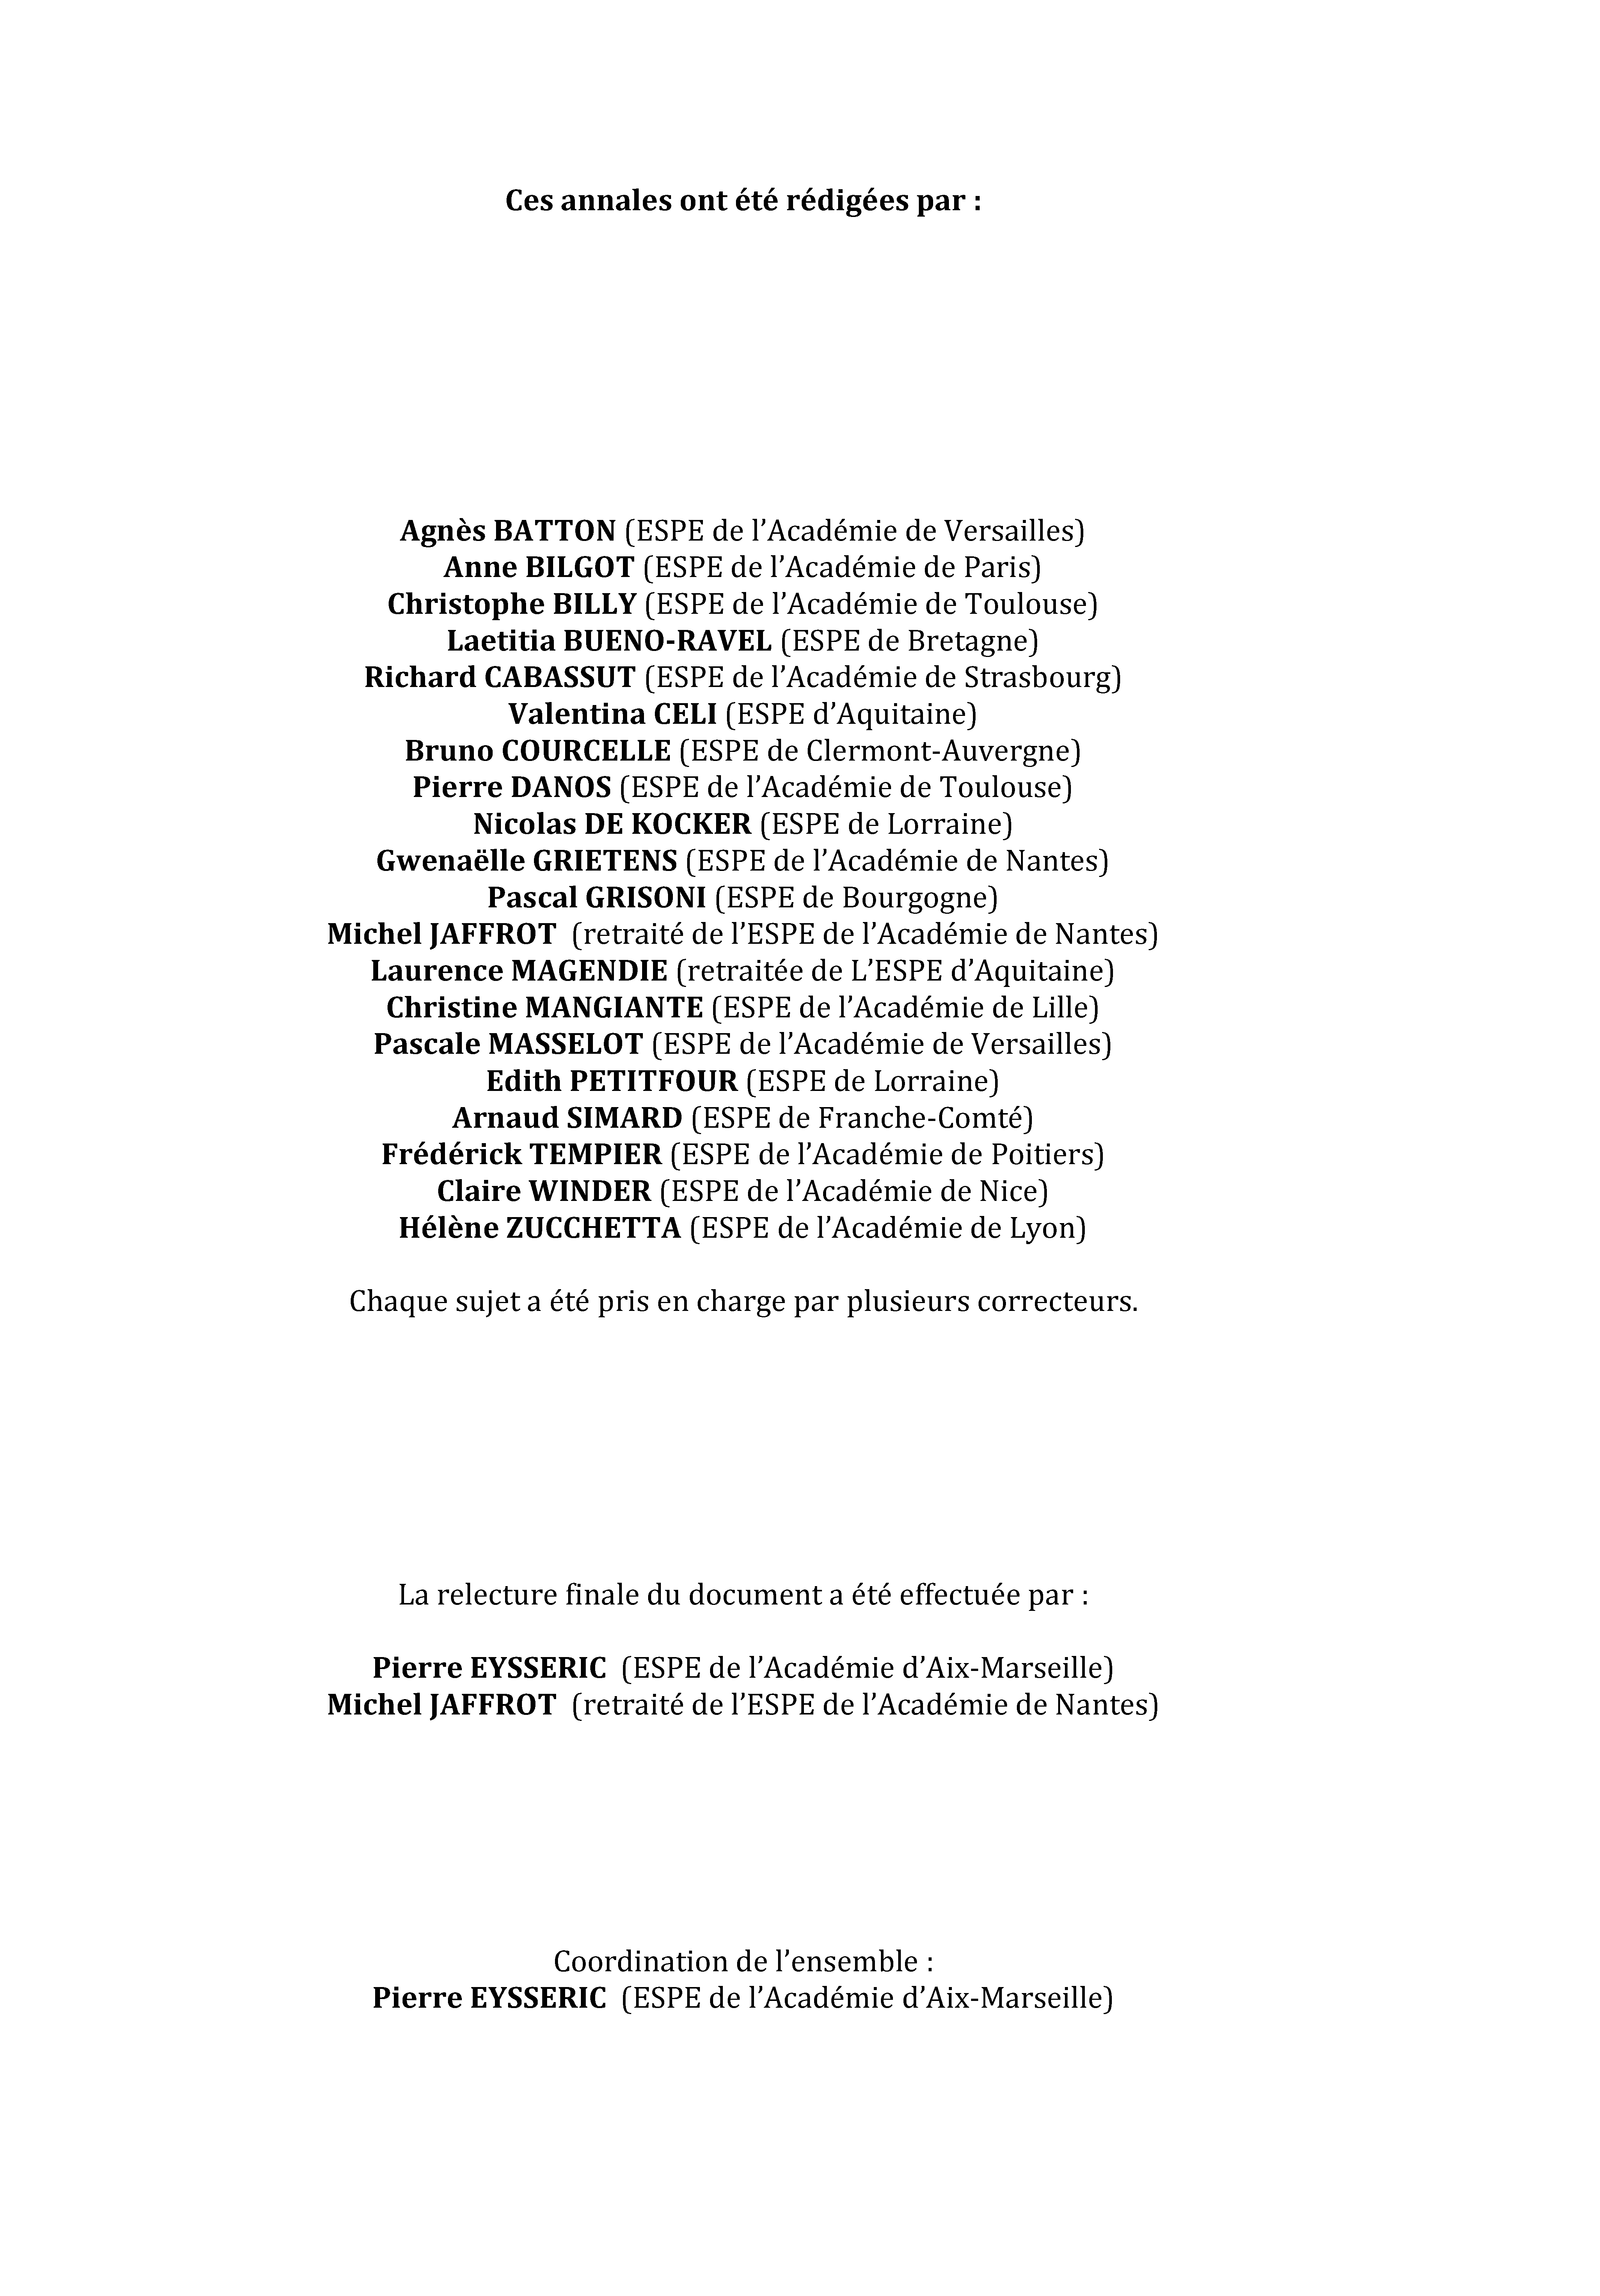 Ces annales ont été rédigées par :
Agnès BATTON (ESPE de l’Académie de Versailles)
Anne BILGOT (ESPE de l’Académie de Paris)
Christophe BILLY (ESPE de l’Académie de Toulouse)
Laetitia BUENO-RAVEL (ESPE de Bretagne)
Richard CABASSUT (ESPE de l’Académie de Strasbourg)
Valentina CELI (ESPE d’Aquitaine)
Bruno COURCELLE (ESPE de Clermont-Auvergne)
Pierre DANOS (ESPE de l’Académie de Toulouse)
Nicolas DE KOCKER (ESPE de Lorraine)
Gwenaëlle GRIETENS (ESPE de l’Académie de Nantes)
Pascal GRISONI (ESPE de Bourgogne)
Michel JAFFROT (retraité de l’ESPE de l’Académie de Nantes)
Laurence MAGENDIE (retraitée de L’ESPE d’Aquitaine)
Christine MANGIANTE (ESPE de l’Académie de Lille)
Pascale MASSELOT (ESPE de l’Académie de Versailles)
Edith PETITFOUR (ESPE de Lorraine)
Arnaud SIMARD (ESPE de Franche-Comté)
Frédérick TEMPIER (ESPE de l’Académie de Poitiers)
Claire WINDER (ESPE de l’Académie de Nice)
Hélène ZUCCHETTA (ESPE de l’Académie de Lyon)
Chaque sujet a été pris en charge par plusieurs correcteurs.
La relecture finale du document a été effectuée par :
Pierre EYSSERIC (ESPE de l’Académie d’Aix-Marseille)
Michel JAFFROT (retraité de l’ESPE de l’Académie de Nantes)
Coordination de l’ensemble :
Pierre EYSSERIC (ESPE de l’Académie d’Aix-Marseille)